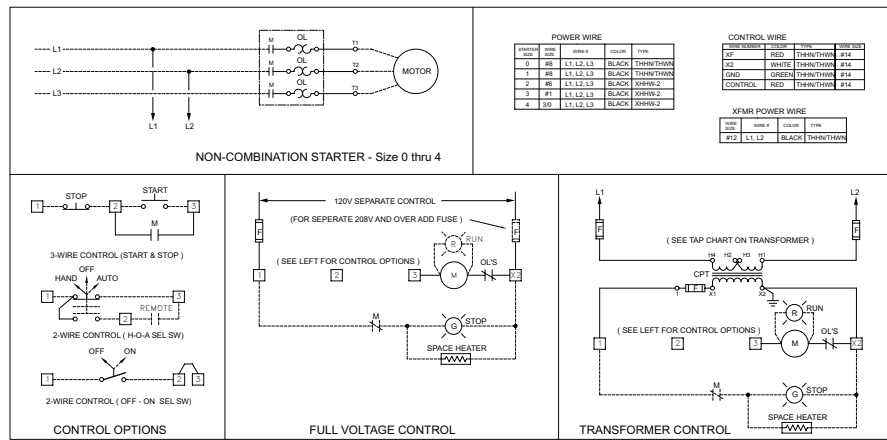 L1
L2
L3
M
OL
M
OL
M
OL
T1
T2
T3
MOTOR
L1 L2
NON-COMBINATION STARTER - Size 0 thru 4
POWER WIRE
STARTER SIZE WIRE SIZE WIRE # COLOR TYPE
0 #8 L1, L2, L3 BLACK THHN/THWN
1 #8 L1, L2, L3 BLACK THHN/THWN
2 #6 L1, L2, L3 BLACK XHHW-2
3 #1 L1, L2, L3 BLACK XHHW-2
4 3/0 L1, L2, L3 BLACK XHHW-2
CONTROL WIRE
WIRE NUMBER COLOR TYPE WIRE SIZE
XF RED THHN/THWN #14
X2 WHITE THHN/THWN #14
GND GREEN THHN/THWN #14
CONTROL RED THHN/THWN #14
XFMR POWER WIRE
WIRE SIZE WIRE # COLOR TYPE
#12 L1, L2 BLACK THHN/THWN
STOP START
1 2 3
M
3-WIRE CONTROL (START & STOP )
OFF
HAND AUTO
1 3
REMOTE
2
2-WIRE CONTROL ( H-O-A SEL SW)
OFF ON
1 2 3
2-WIRE CONTROL ( OFF - ON SEL SW)
CONTROL OPTIONS
120V SEPARATE CONTROL
(FOR SEPERATE 208V AND OVER ADD FUSE )
F F
R RUN
( SEE LEFT FOR CONTROL OPTIONS )
OL'S
1 2 3 M X2
M
G STOP
SPACE HEATER
FULL VOLTAGE CONTROL
L1 L2
F F
( SEE TAP CHART ON TRANSFORMER )
H4 H2 H3 H1
CPT
F
1 X1 X2
R RUN
(SEE LEFT FOR CONTROL OPTIONS )
OL'S
1 2 3 M X2
M
G STOP
SPACE HEATER
TRANSFORMER CONTROL